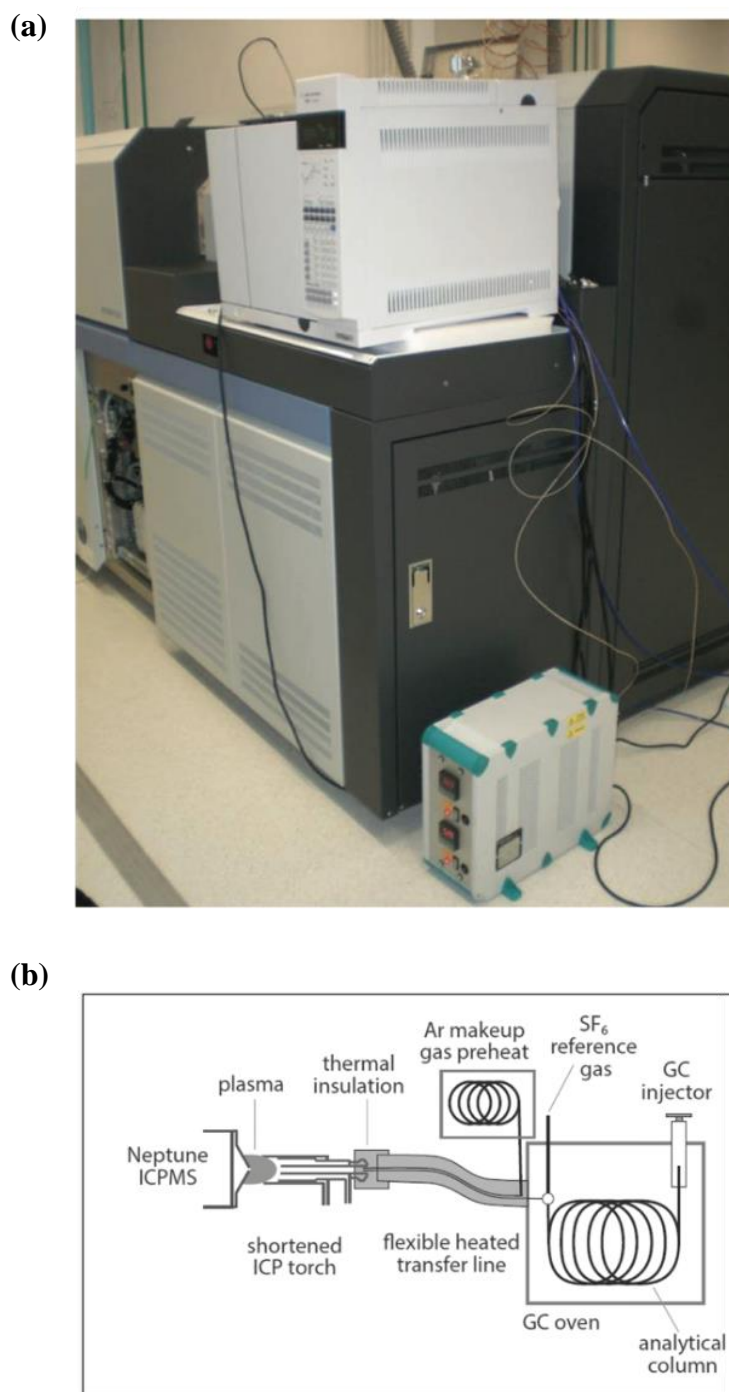 (a)
(b)
SF₆
reference
gas
Ar makeup
gas preheat
GC
injector
thermal
insulation
plasma
Neptune
ICPMS
shortened
ICP torch
flexible heated
transfer line
GC oven
analytical
column